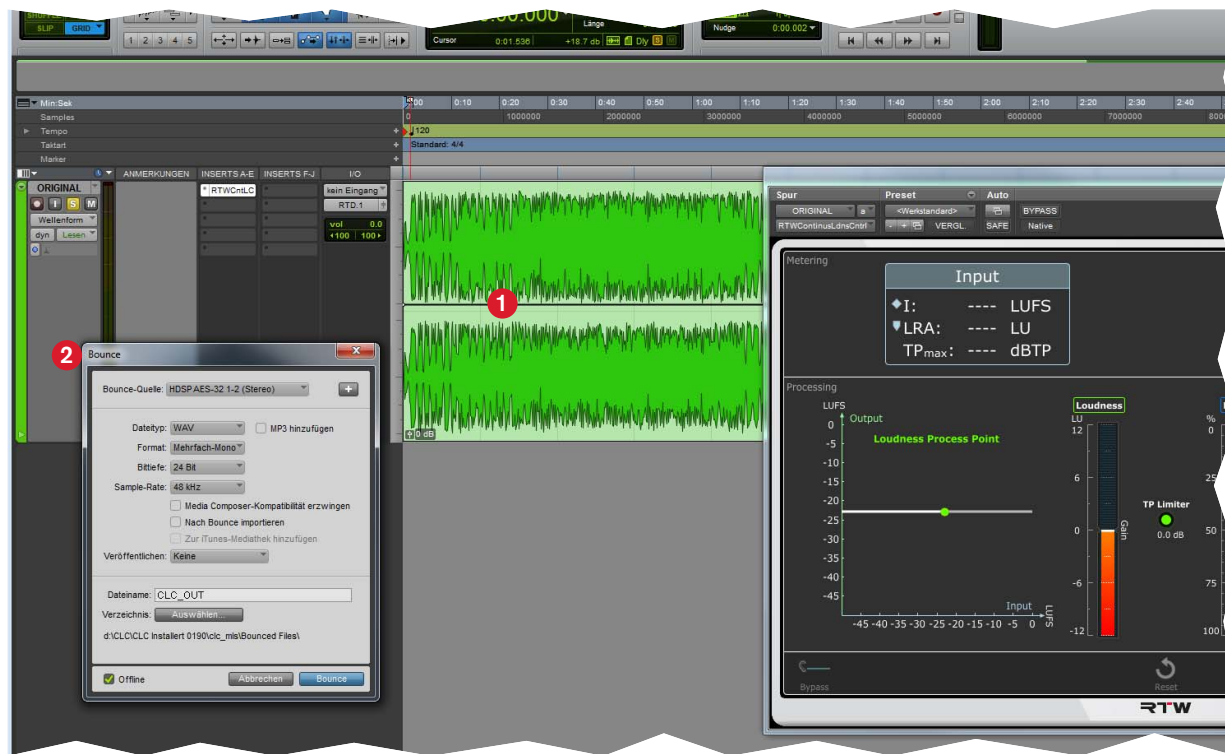 SLIP GRID
1 2 3 4 5
00.000
Länge
Cursor 0:01.536 +18.7 db Dly S M
Nudge 0:00.002
Min:Sek
0:10 0:20 0:30 0:40 0:50 1:00 1:10 1:20 1:30 1:40 1:50 2:00 2:10 2:20 2:30 2:40
Samples
0 1000000 2000000 3000000 4000000 5000000 6000000 7000000 800
Tempo
120
Taktart
Standard: 4/4
Marker
ANMERKUNGEN INSERTS A-E INSERTS F-J I/O
ORIGINAL
I S M
Wellenform
dyn Lesen
RTWCntLC
kein Eingang
RTD.1
vol 0.0
100 100
1
0 dB
2
Bounce
Bounce-Quelle: HDSP AES-32 1-2 (Stereo)
Dateityp: WAV MP3 hinzufügen
Format: Mehrfach-Mono
Bittiefe: 24 Bit
Sample-Rate: 48 kHz
Media Composer-Kompatibilität erzwingen
Nach Bounce importieren
Zur iTunes-Mediathek hinzufügen
Veröffentlichen: Keine
Dateiname: CLC_OUT
Verzeichnis: Auswählen...
d:\CLC\CLC Installert 0190\clc_mls\Bounced Files\
Offline Abbrechen Bounce
Spur Preset Auto
ORIGINAL a <Werkstandard> BYPASS
RTWContinusLdnsCntrl - + VERGL. SAFE Native
Metering
Input
I: ---- LUFS
LRA: ---- LU
TPmax: ---- dBTP
Processing
LUFS
Output
Loudness Process Point
0
-5
-10
-15
-20
-25
-30
-35
-40
-45
Input
-45 -40 -35 -30 -25 -20 -15 -10 -5 0
LUFS
Loudness
LU
12
6
0
-6
-12
Gain
TP Limiter
0.0 dB
%
0
25
50
75
100
Bypass
Reset
RTW